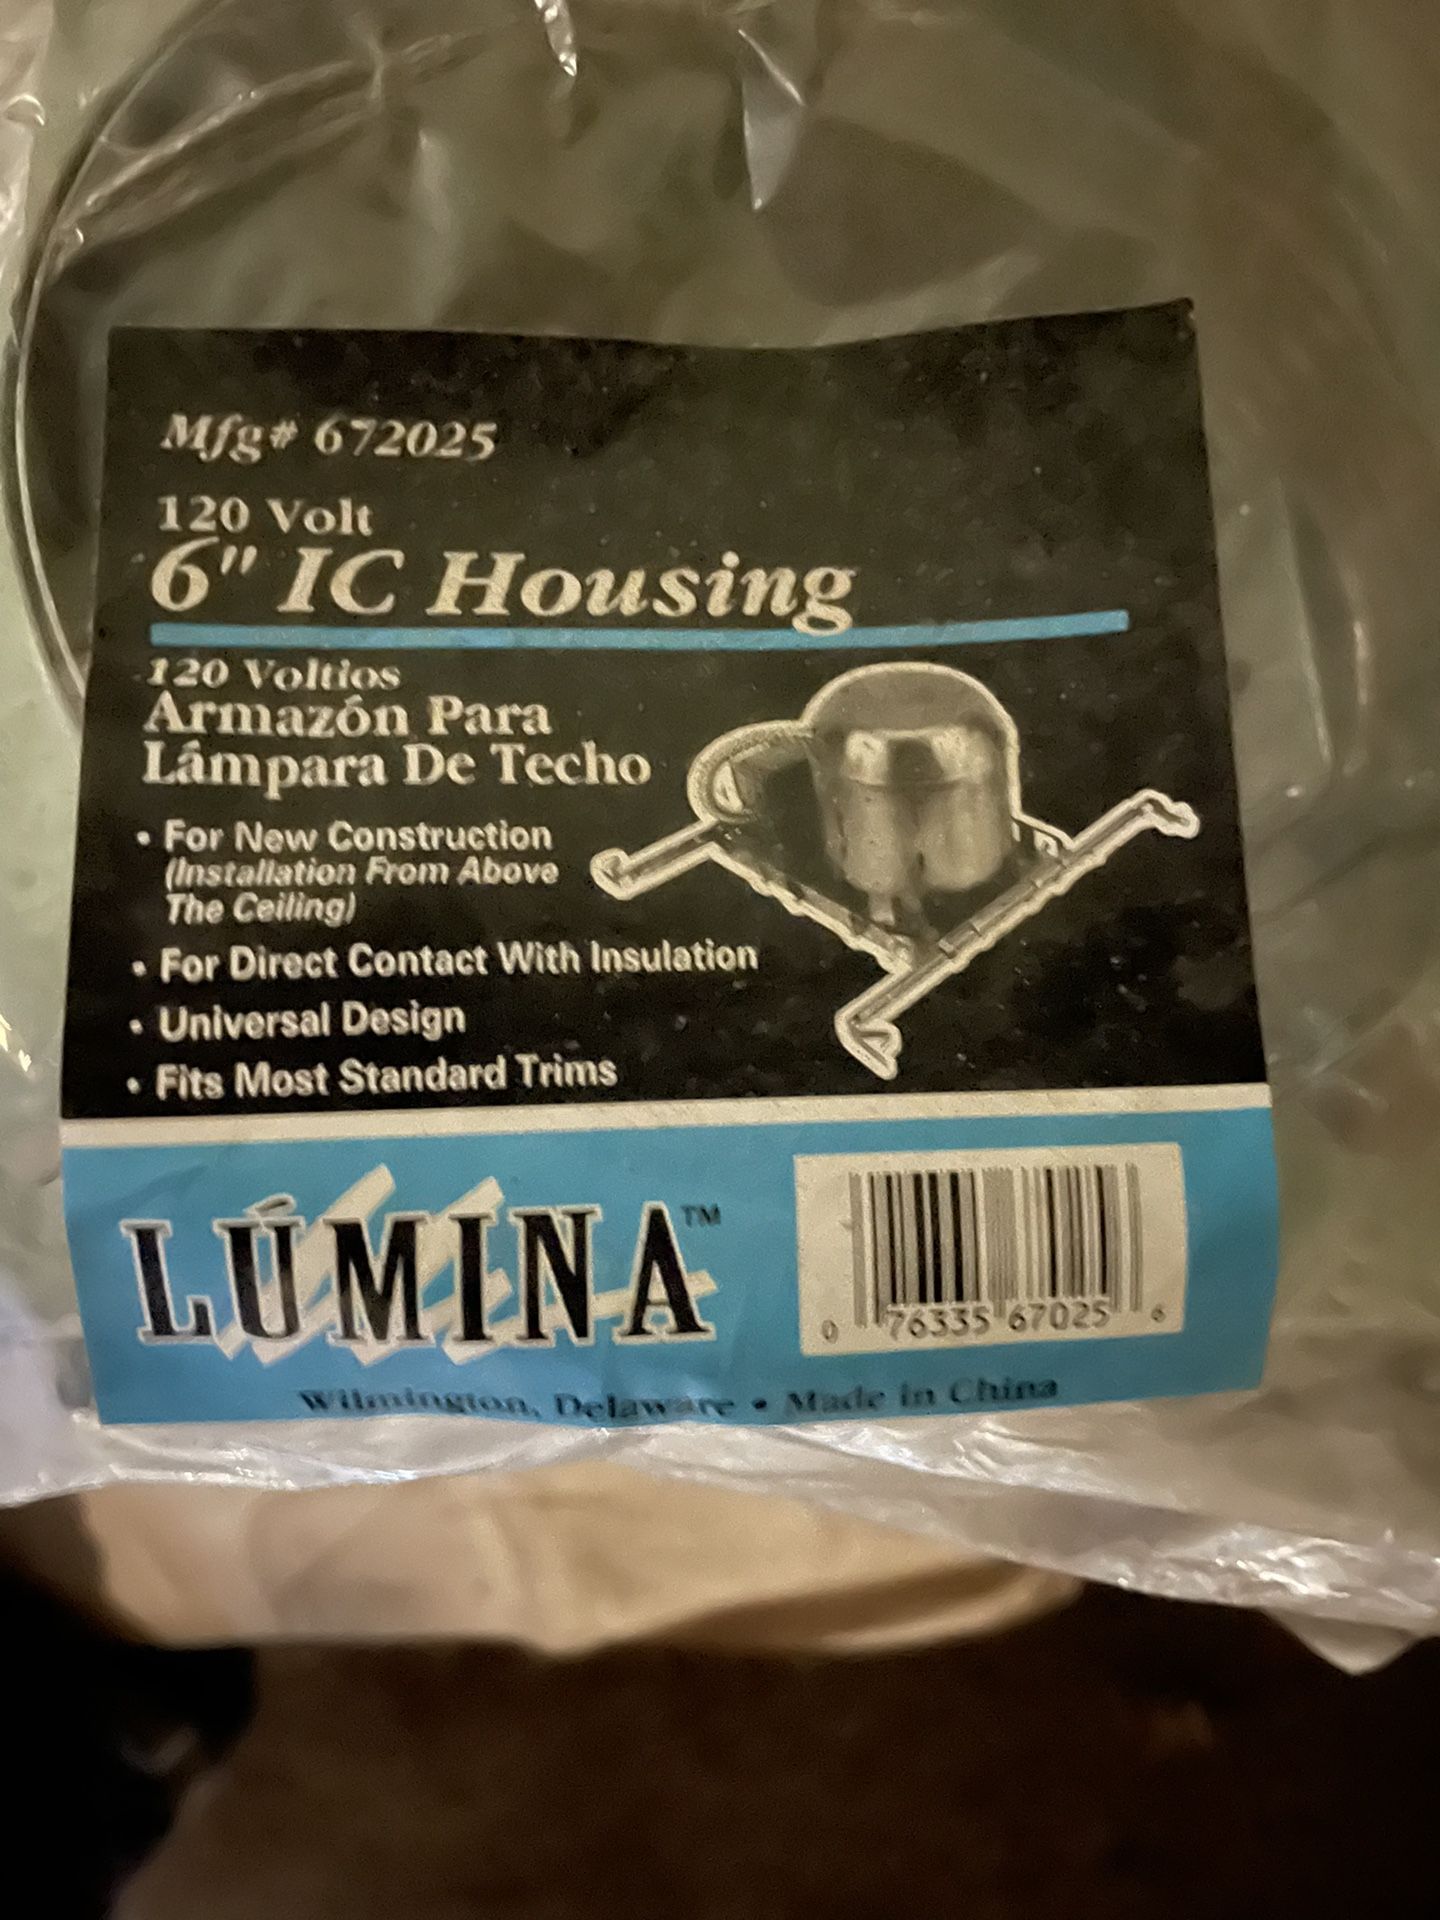 Mfg# 672025
120 Volt
6" IC Housing
120 Voltios
Armazón Para
Lámpara De Techo
• For New Construction
(Installation From Above
The Ceiling)
• For Direct Contact With Insulation
• Universal Design
• Fits Most Standard Trims
LÚMINA™
0 76335 67025 6
Wilmington, Delaware • Made in China